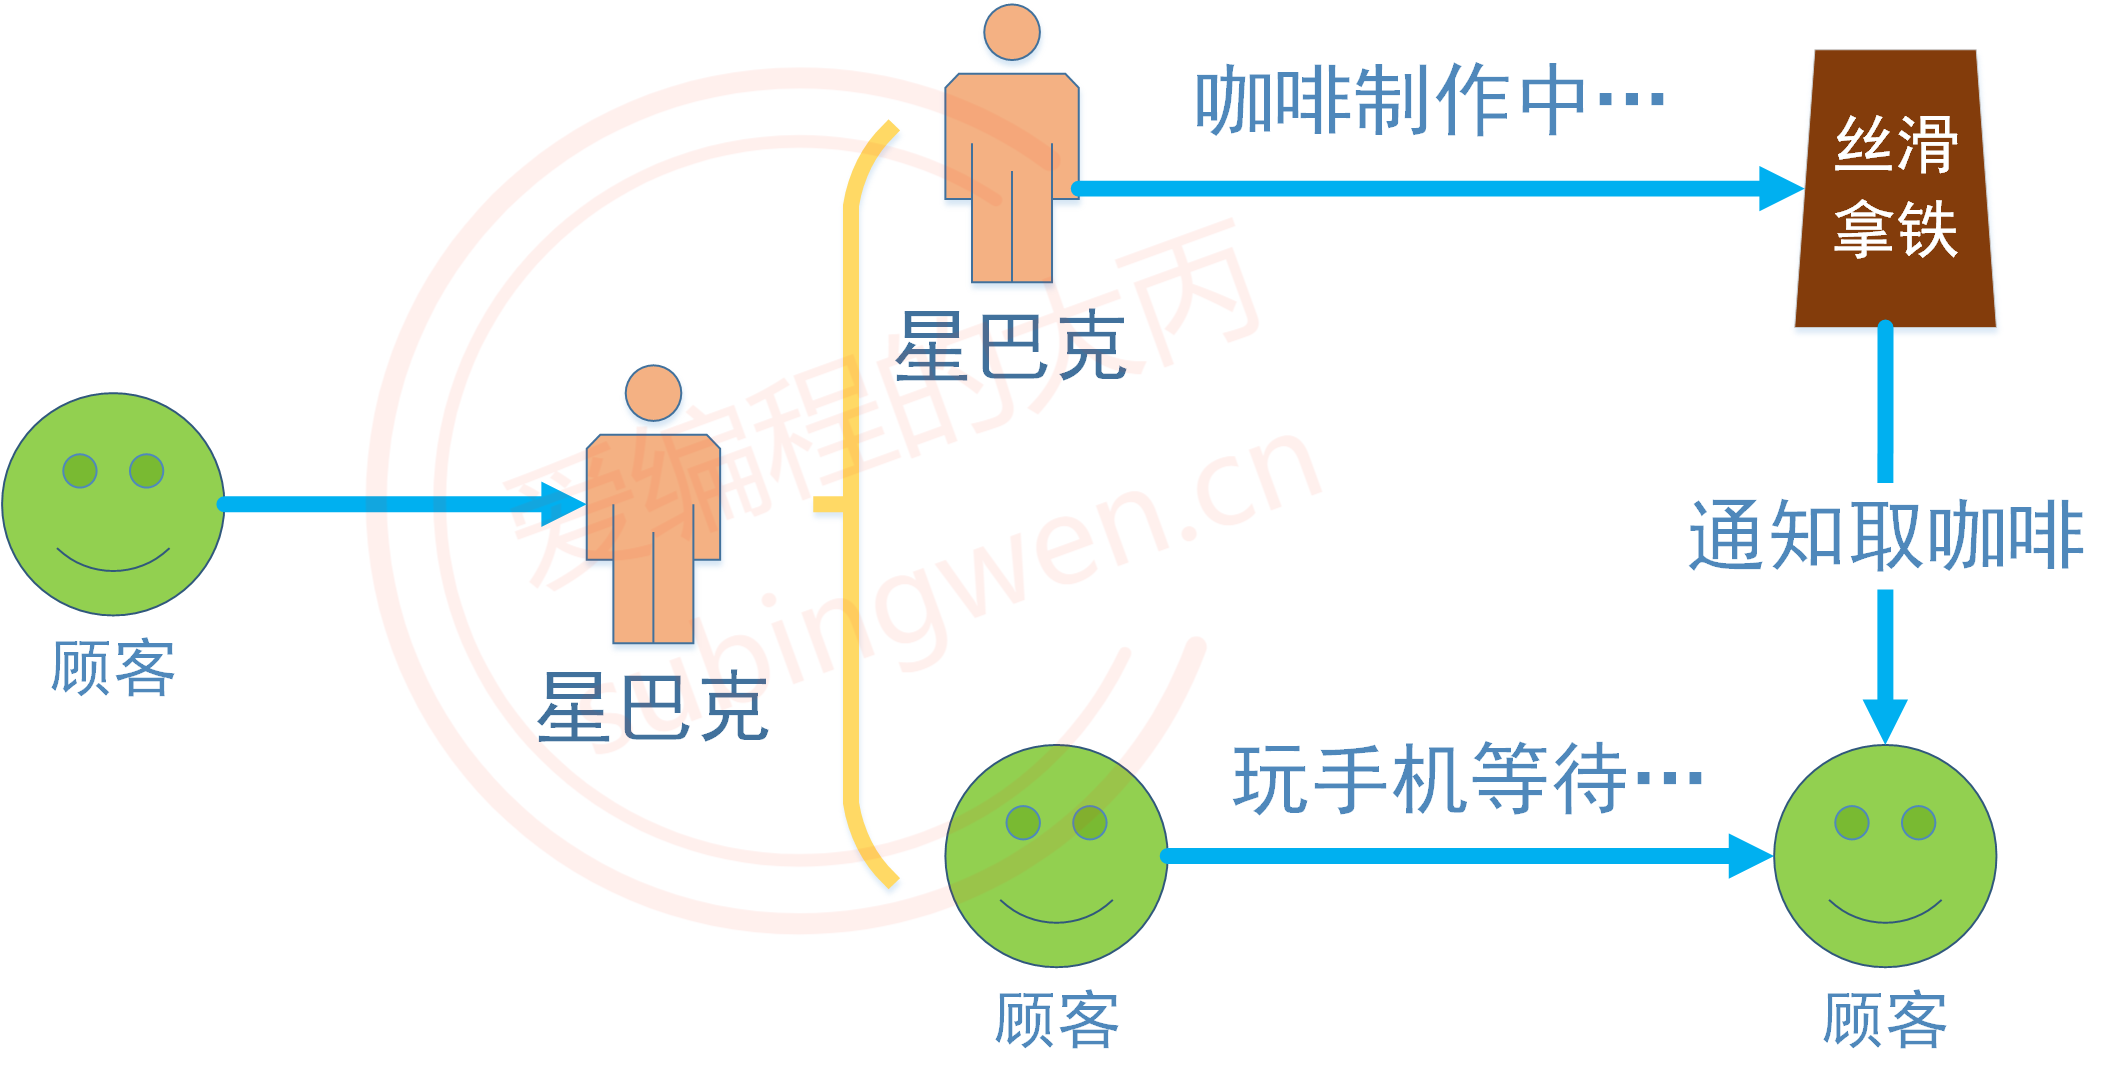 咖啡制作中…
丝滑
拿铁
星巴克
顾客
星巴克
通知取咖啡
玩手机等待…
顾客
顾客
爱编程的大丙
subingwen.cn